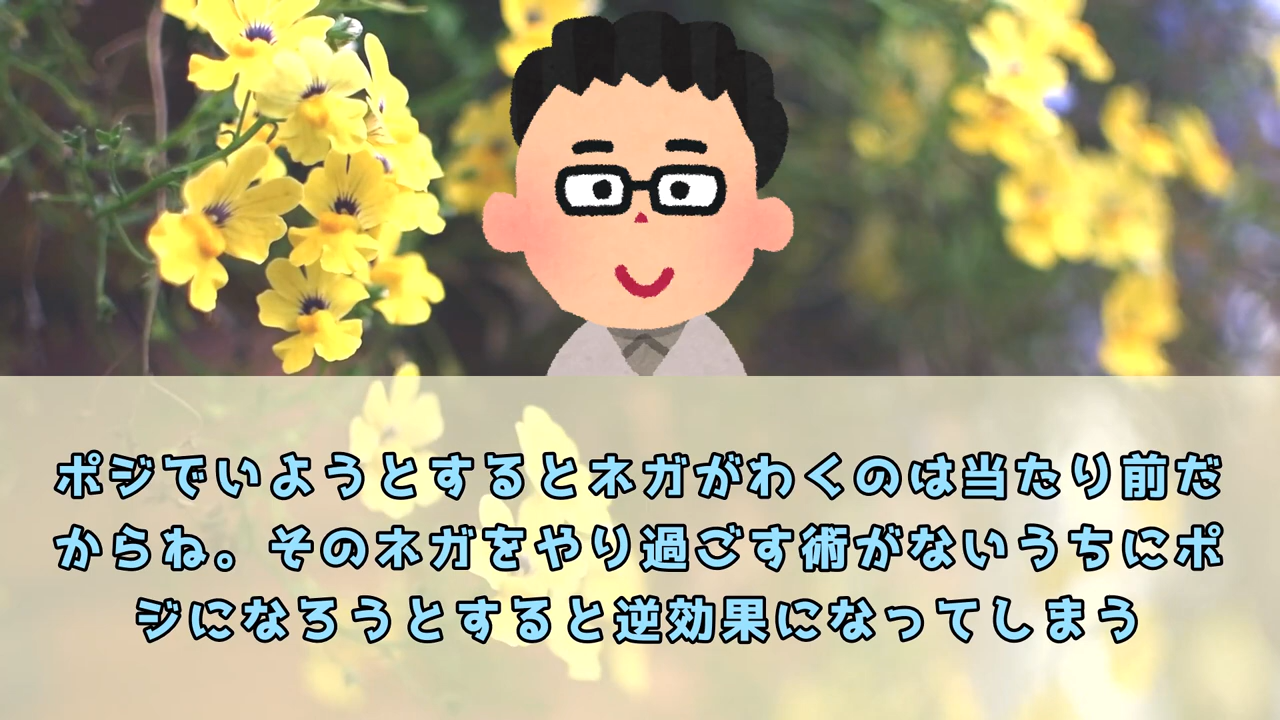 ポジでいようとするとネガがわくのは当たり前だ
からね。そのネガをやり過ごす術がないうちにポ
ジになろうとすると逆効果になってしまう